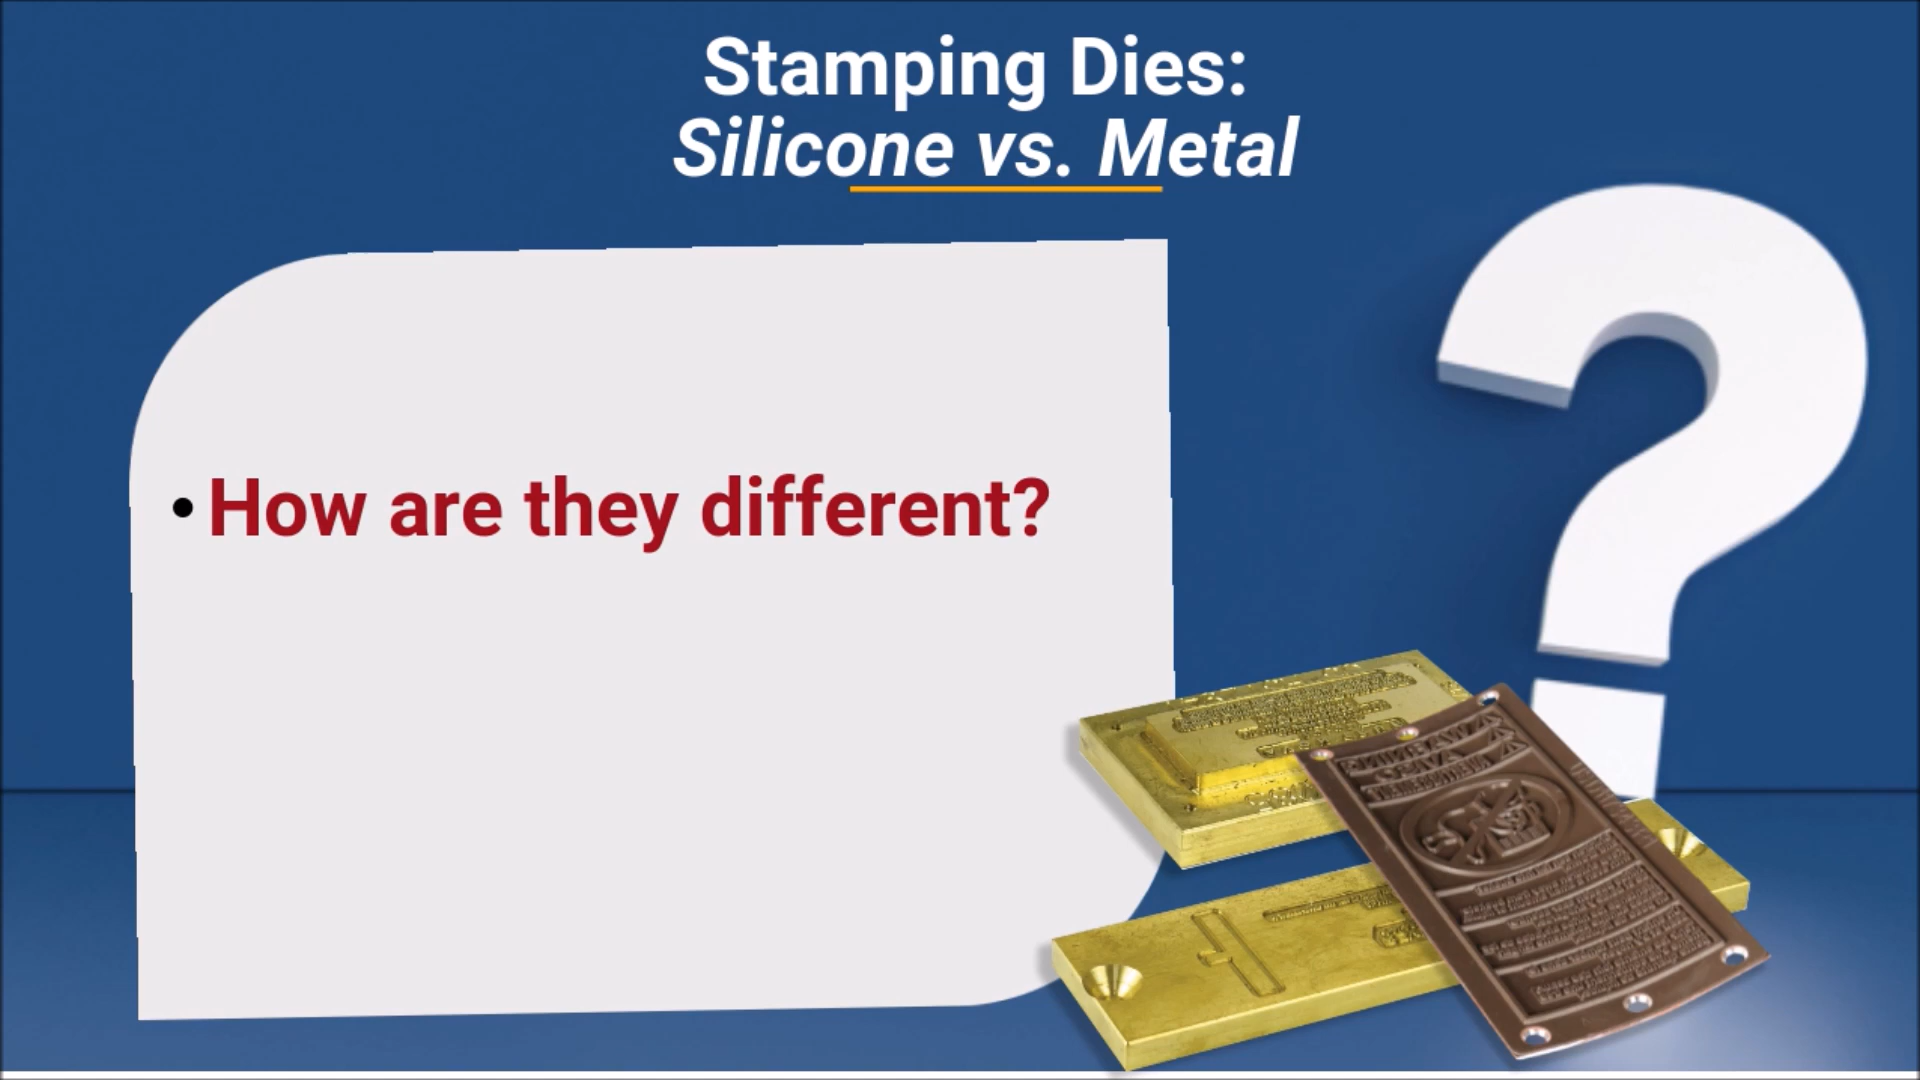 Stamping Dies:
Silicone vs. Metal
• How are they different?